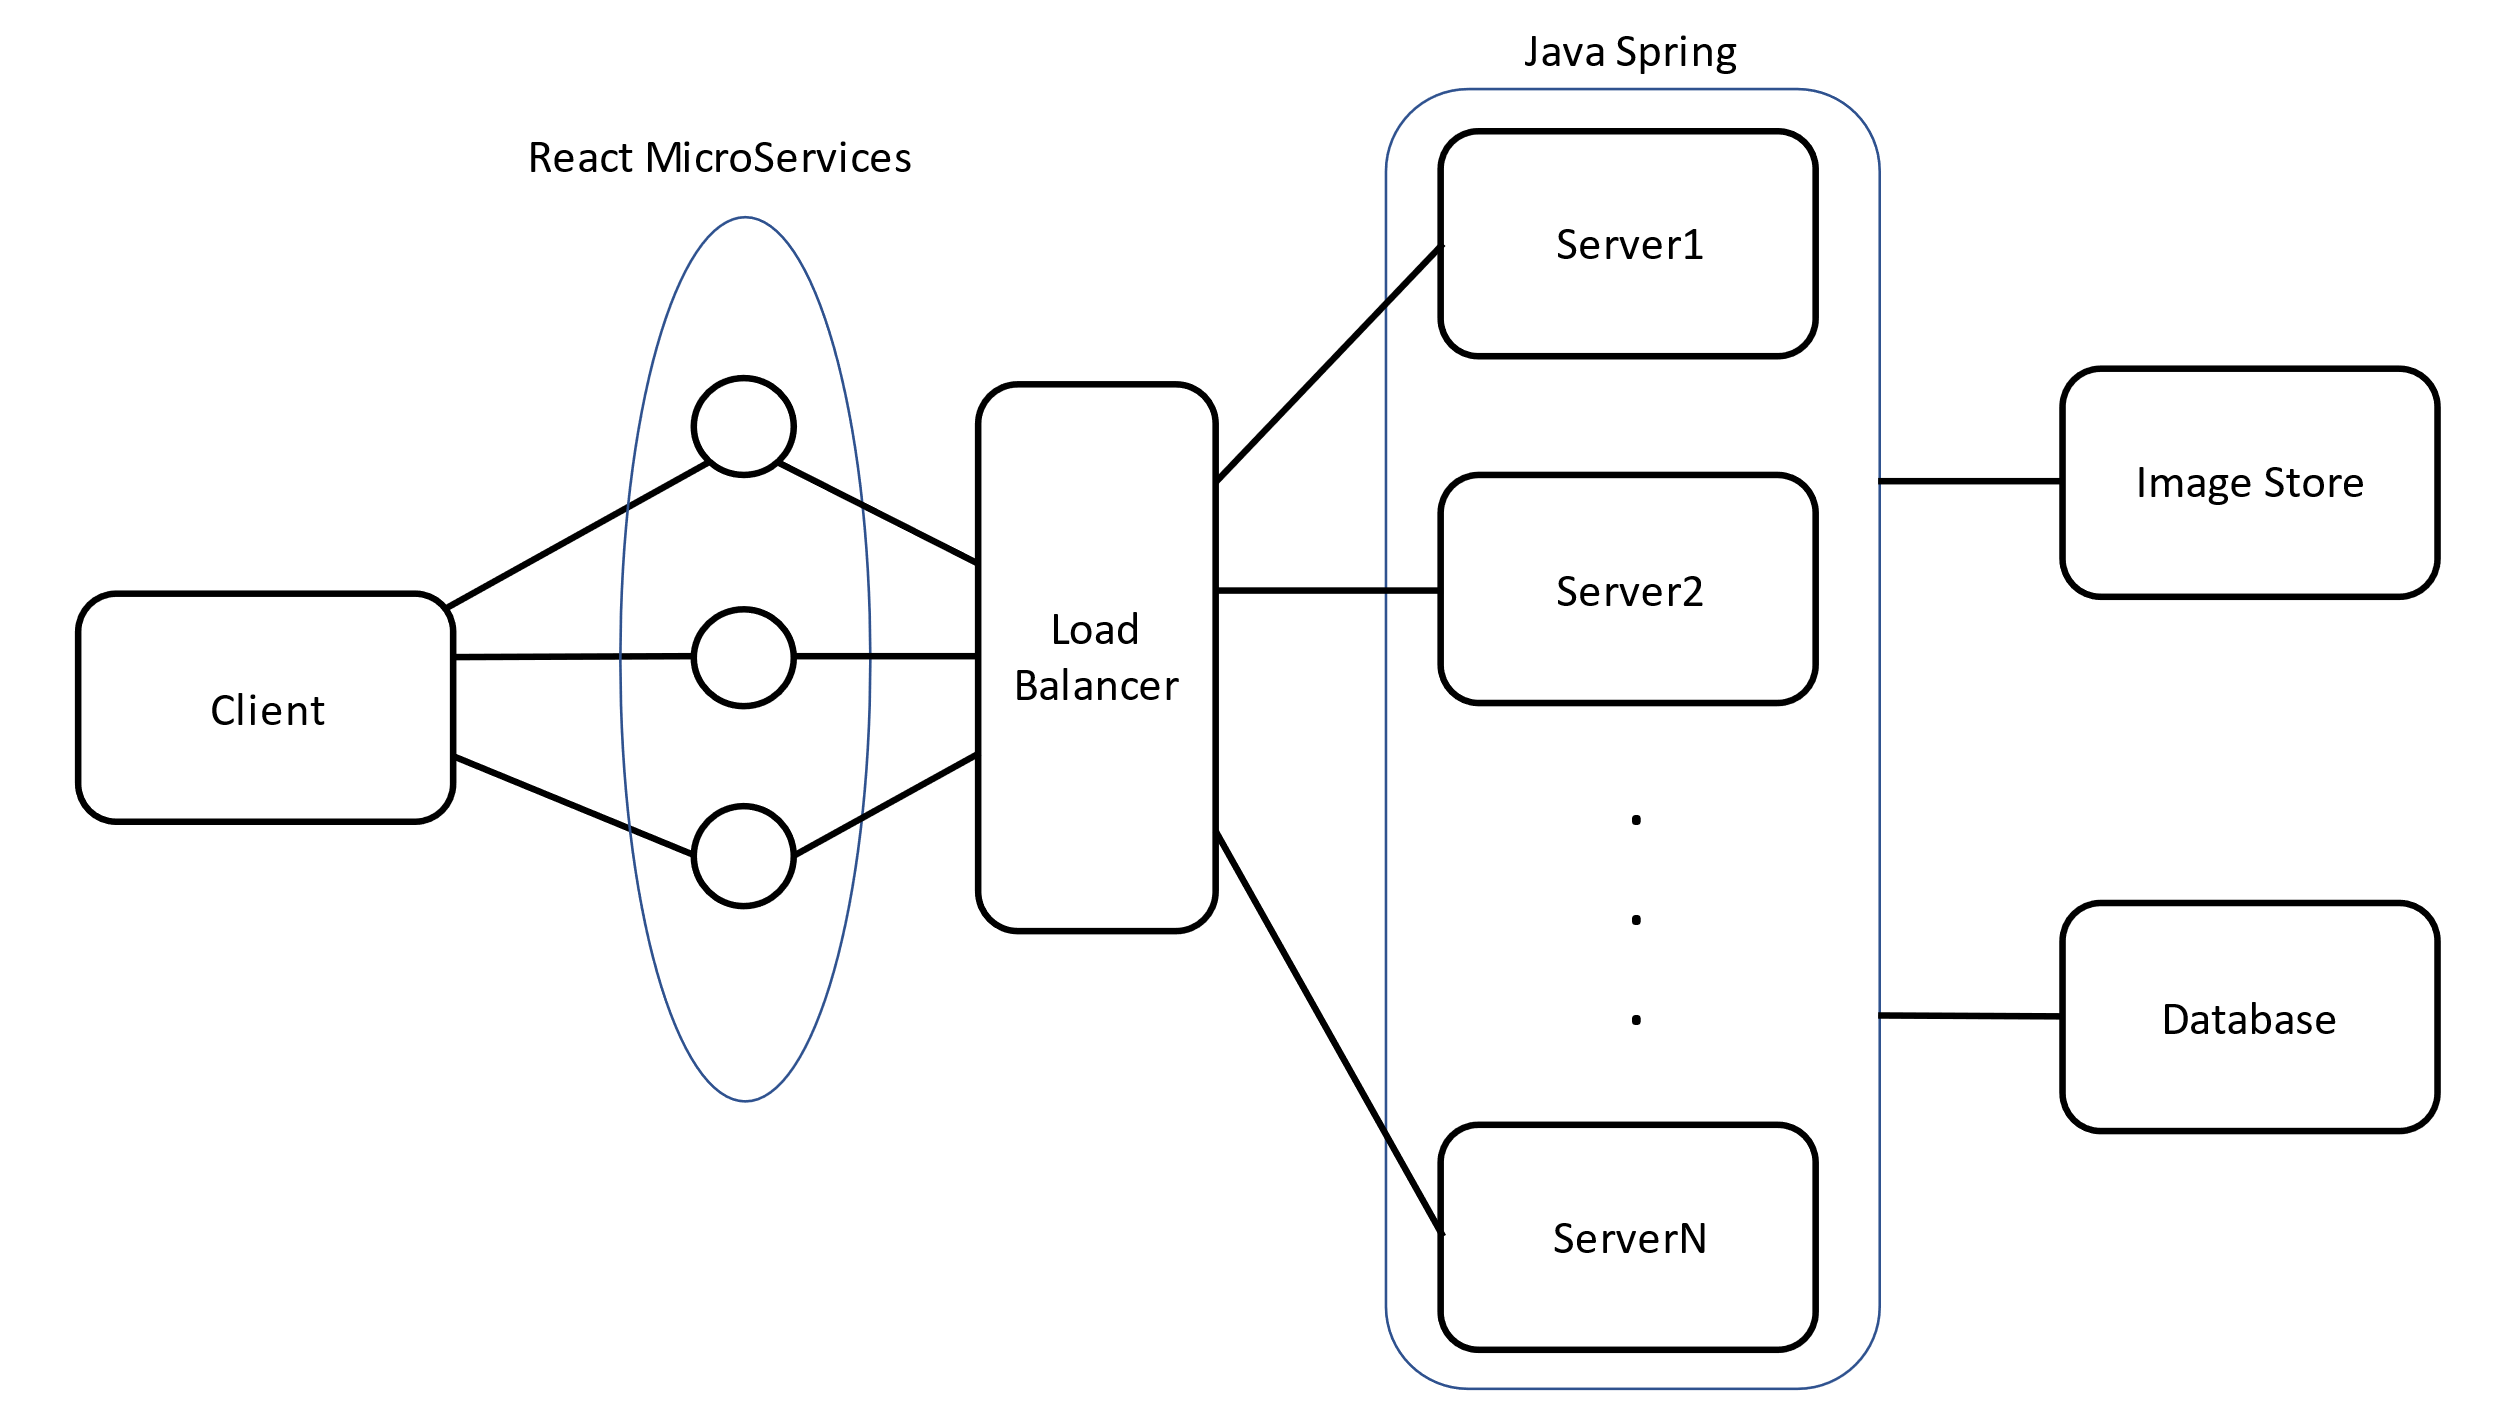 Java Spring
React MicroServices
Server1
Image Store
Server2
Load
Balancer
Client
Database
ServerN